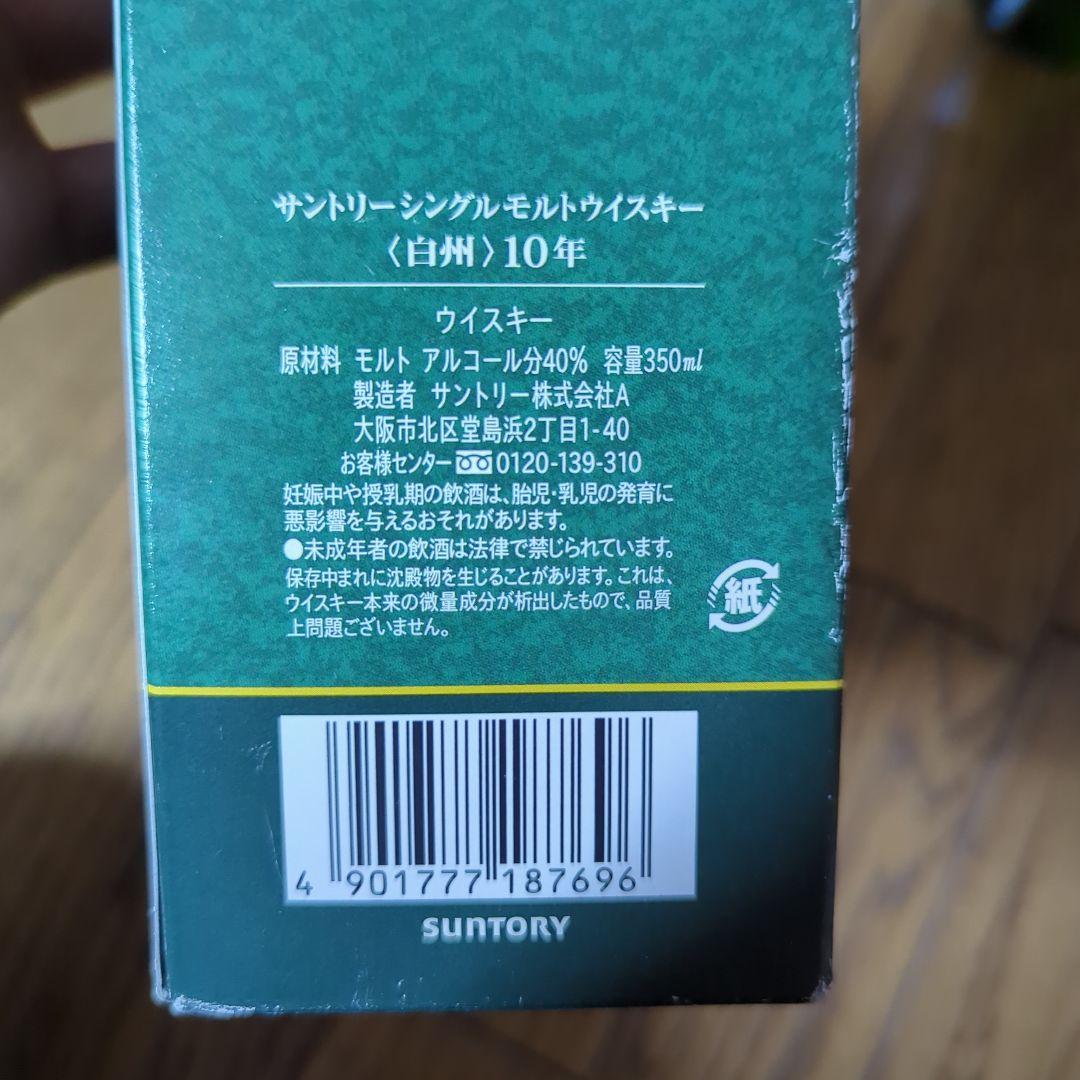 サントリーシングルモルトウイスキー
〈白州〉10年
ウイスキー
原材料 モルト アルコール分40% 容量350ml
製造者 サントリー株式会社A
大阪市北区堂島浜2丁目1-40
お客様センター 0120-139-310
妊娠中や授乳期の飲酒は、胎児・乳児の発育に
悪影響を与えるおそれがあります。
●未成年者の飲酒は法律で禁じられています。
保存中まれに沈殿物を生じることがあります。これは、
ウイスキー本来の微量成分が析出したもので、品質
上問題ございません。
紙
4 901777 187696
SUNTORY